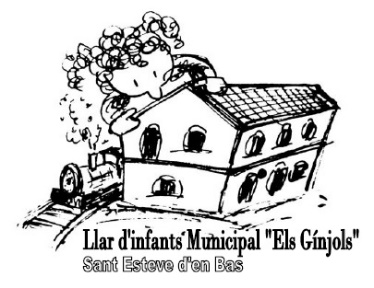 Llar d'infants Municipal "Els Gínjols"
Sant Esteve d'en Bas